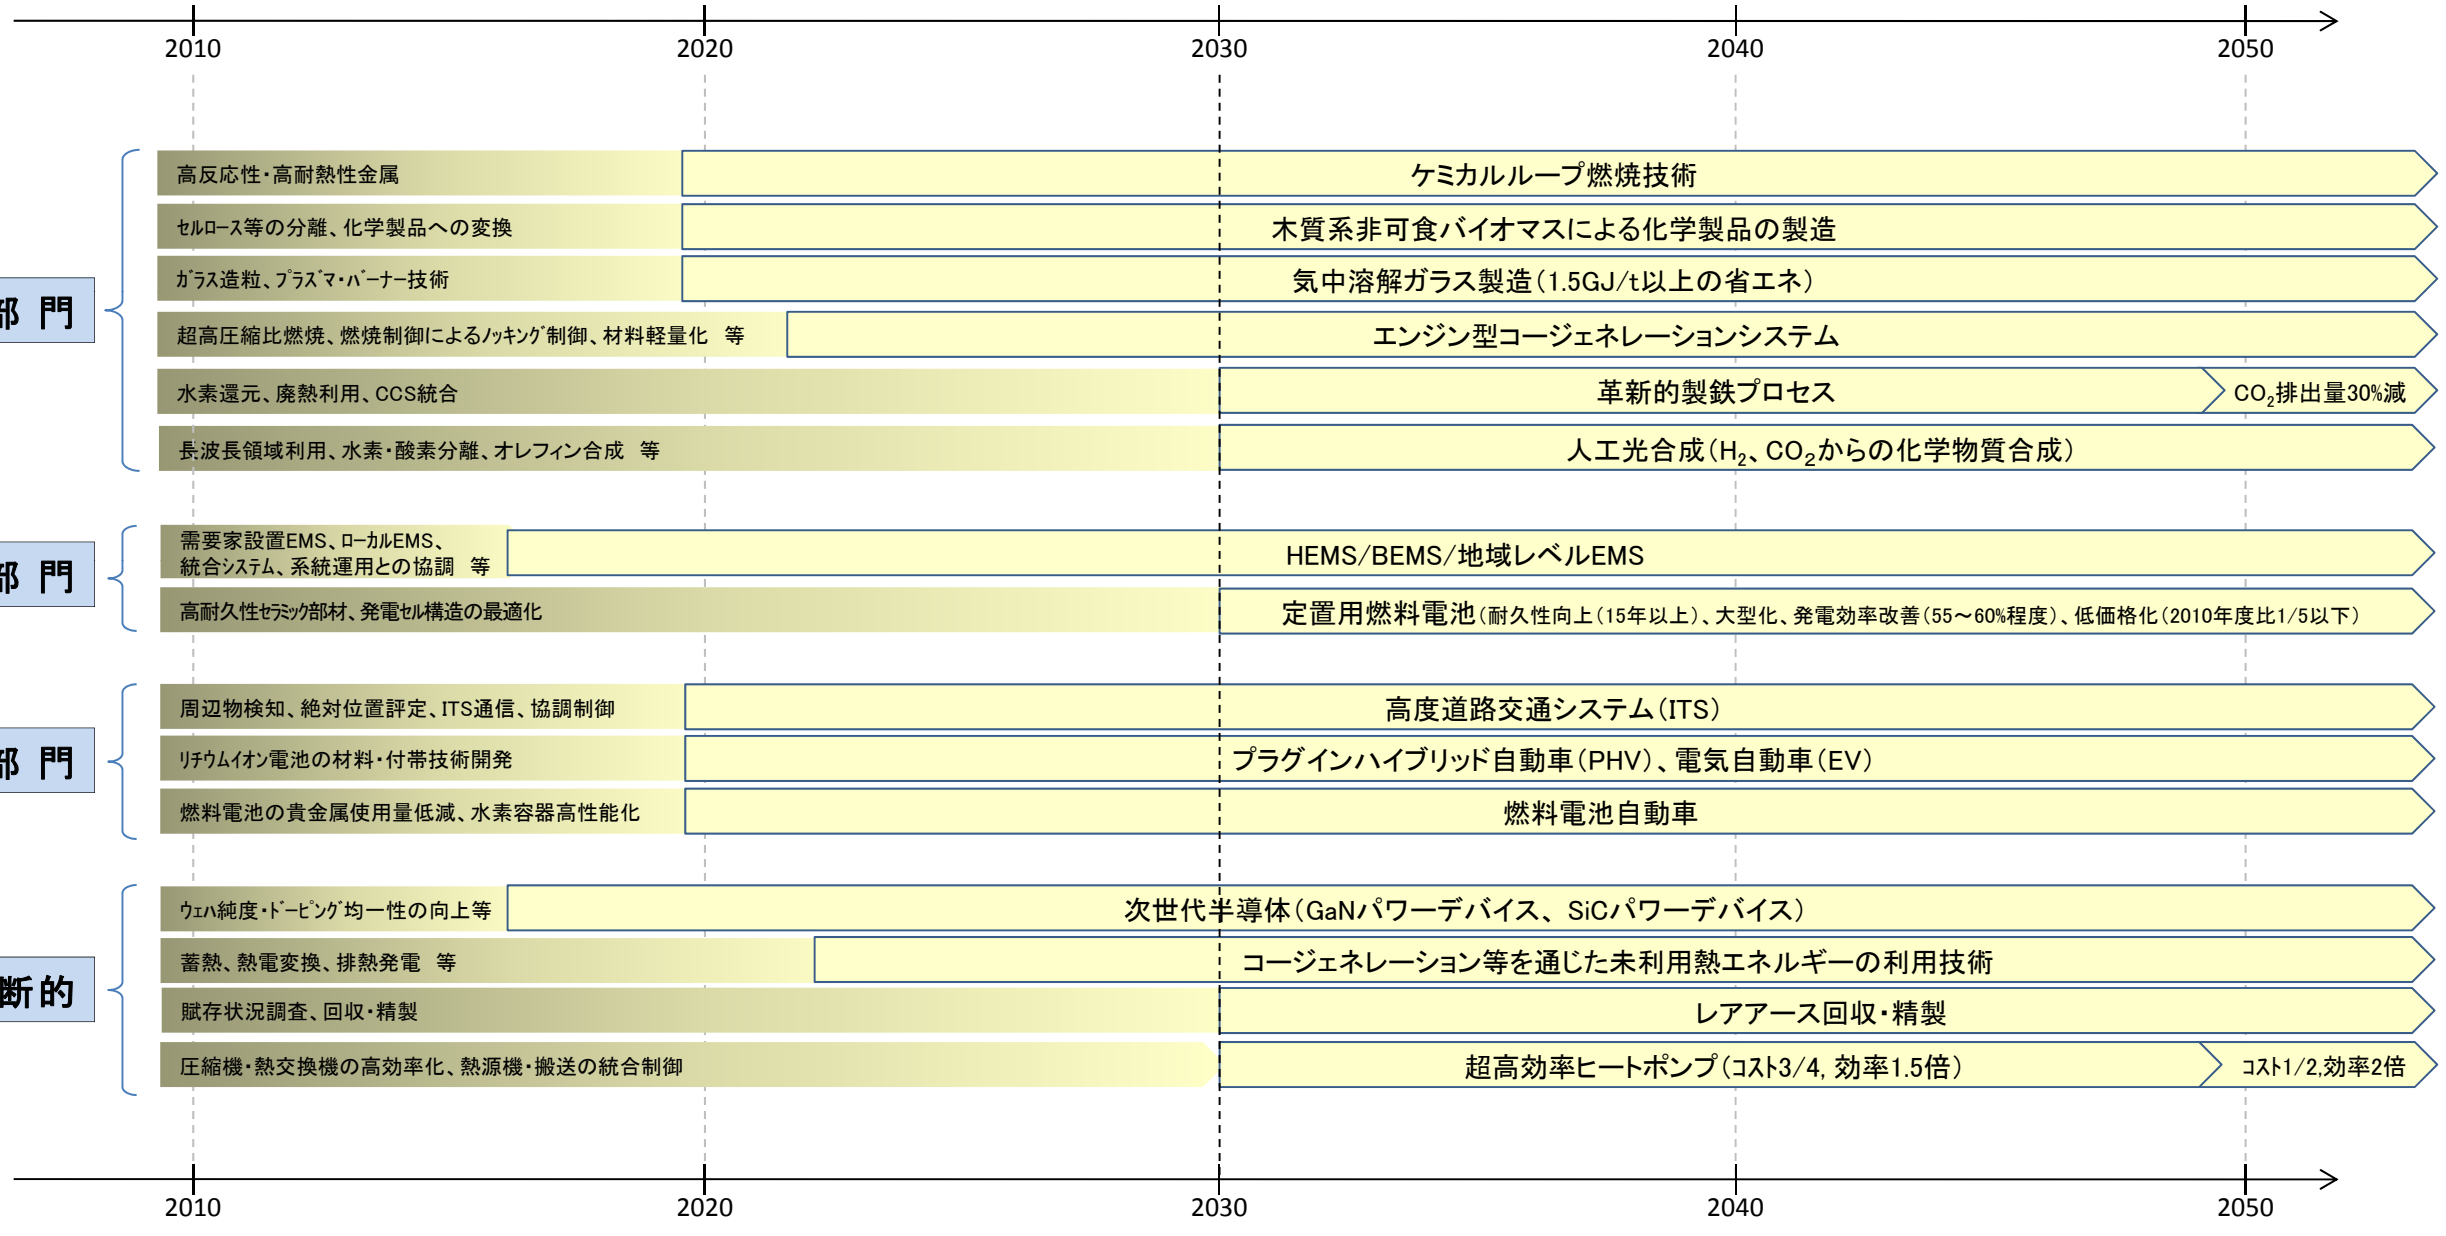 2010 2020 2030 2040 2050
高反応性・高耐熱性金属 ケミカルループ燃焼技術
ｾﾙﾛｰｽ等の分離、化学製品への変換 木質系非可食バイオマスによる化学製品の製造
ｶﾞﾗｽ造粒、ﾌﾟﾗｽﾞﾏ・ﾊﾞｰﾅｰ技術 気中溶解ガラス製造（1.5GJ/t以上の省エネ）
部 門
超高圧縮比燃焼、燃焼制御によるﾉｯｷﾝｸﾞ制御、材料軽量化　等 エンジン型コージェネレーションシステム
水素還元、廃熱利用、CCS統合 革新的製鉄プロセス CO₂排出量30%減
長波長領域利用、水素・酸素分離、オレフィン合成　等 人工光合成（H₂、CO₂からの化学物質合成）
需要家設置EMS、ﾛｰｶﾙEMS、
統合ｼｽﾃﾑ、系統運用との協調　等 HEMS/BEMS/地域レベルEMS
部 門
高耐久性ｾﾗﾐｯｸ部材、発電ｾﾙ構造の最適化 定置用燃料電池（耐久性向上（15年以上）、大型化、発電効率改善（55～60%程度）、低価格化（2010年度比1/5以下）
周辺物検知、絶対位置評定、ITS通信、協調制御 高度道路交通システム（ITS）
部 門
ﾘﾁｳﾑｲｵﾝ電池の材料・付帯技術開発 プラグインハイブリッド自動車（PHV）、電気自動車（EV）
燃料電池の貴金属使用量低減、水素容器高性能化 燃料電池自動車
ｳｪﾊ純度・ﾄﾞｰﾋﾟﾝｸﾞ均一性の向上等 次世代半導体（GaNパワーデバイス、SiCパワーデバイス）
蓄熱、熱電変換、排熱発電　等 コージェネレーション等を通じた未利用熱エネルギーの利用技術
断的
賦存状況調査、回収・精製 レアアース回収・精製
圧縮機・熱交換機の高効率化、熱源機・搬送の統合制御 超高効率ヒートポンプ（ｺｽﾄ3/4, 効率1.5倍） ｺｽﾄ1/2,効率2倍
2010 2020 2030 2040 2050